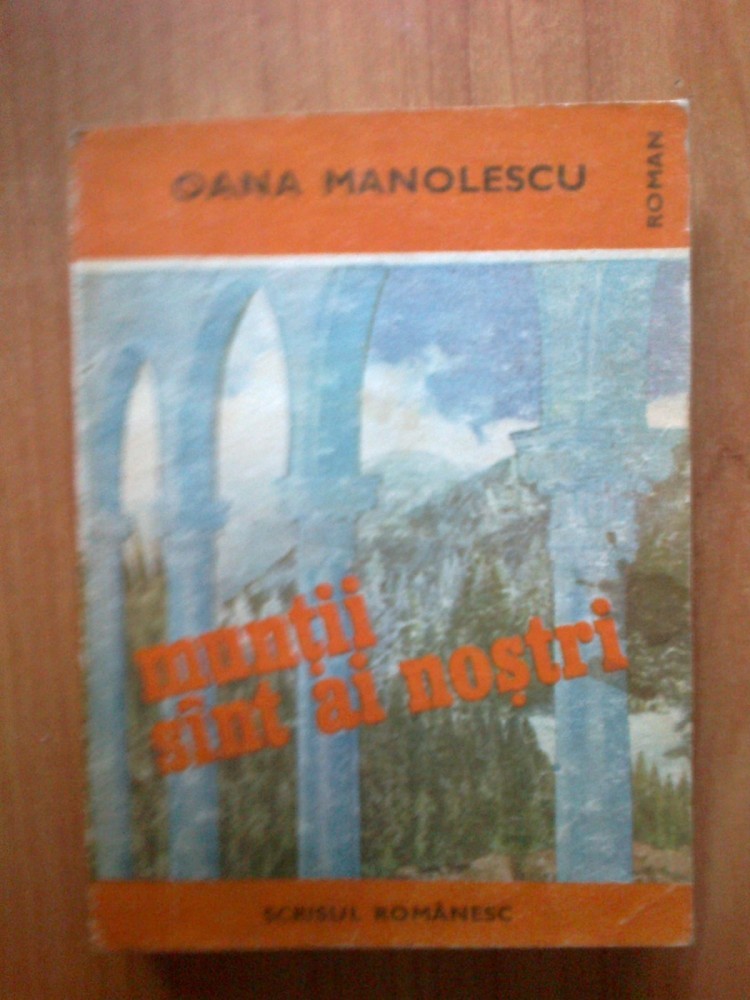 OANA MANOLESCU
ROMAN
munții
sînt ai noștri
SCRISUL ROMÂNESC